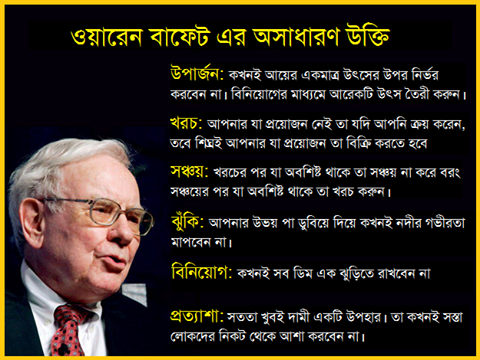 ওয়ারেন বাফেট এর অসাধারণ উক্তি
উপার্জন: কখনই আয়ের একমাত্র উৎসের উপর নির্ভর
করবেন না। বিনিয়োগের মাধ্যমে আরেকটি উৎস তৈরী করুন।
খরচ: আপনার যা প্রয়োজন নেই তা যদি আপনি ক্রয় করেন,
তবে শিঘ্রই আপনার যা প্রয়োজন তা বিক্রি করতে হবে
সঞ্চয়: খরচের পর যা অবশিষ্ট থাকে তা সঞ্চয় না করে বরং
সঞ্চয়ের পর যা অবশিষ্ট থাকে তা খরচ করুন।
ঝুঁকি: আপনার উভয় পা ডুবিয়ে দিয়ে কখনই নদীর গভীরতা
মাপবেন না।
বিনিয়োগ: কখনই সব ডিম এক ঝুড়িতে রাখবেন না
প্রত্যাশা: সততা খুবই দামী একটি উপহার। তা কখনই সস্তা
লোকদের নিকট থেকে আশা করবেন না।